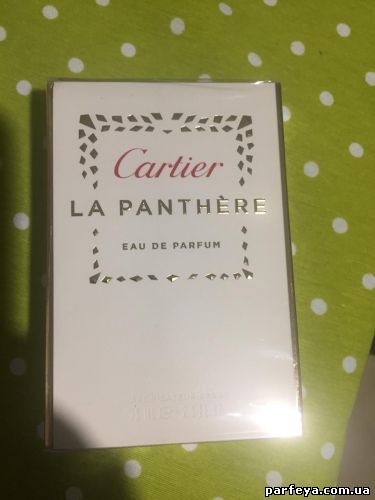 Cartier
LA PANTHÈRE
EAU DE PARFUM
parfeya.com.ua